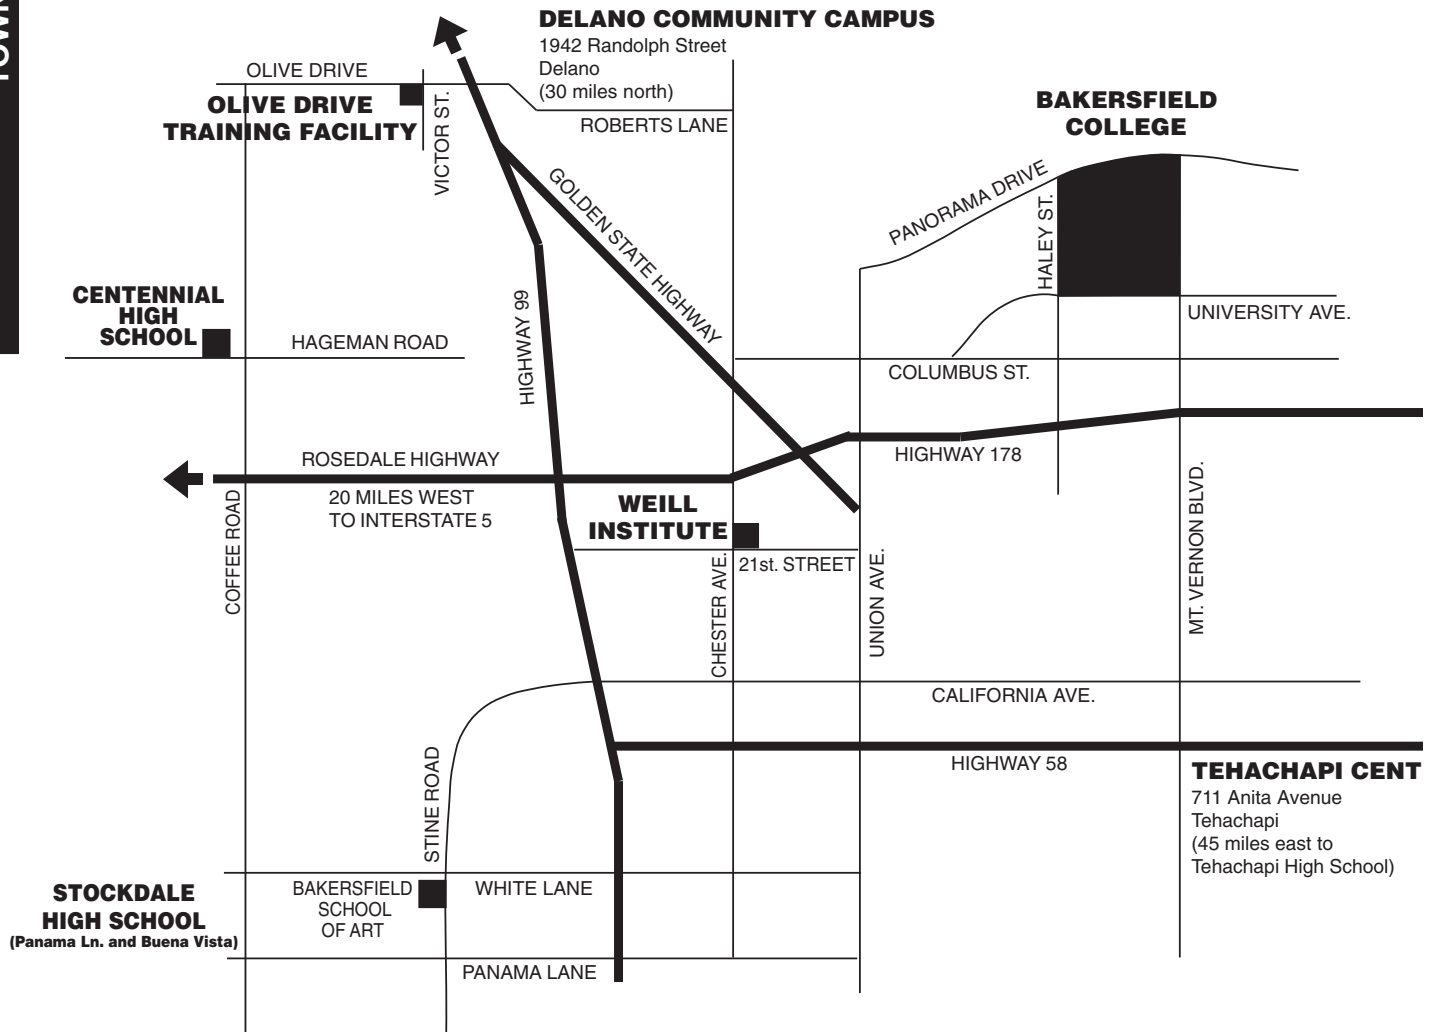 TOWN
DELANO COMMUNITY CAMPUS
1942 Randolph Street
Delano
(30 miles north)
OLIVE DRIVE
OLIVE DRIVE
TRAINING FACILITY
VICTOR ST.
ROBERTS LANE
BAKERSFIELD
COLLEGE
PANORAMA DRIVE
HALEY ST.
UNIVERSITY AVE.
GOLDEN STATE HIGHWAY
CENTENNIAL
HIGH
SCHOOL
HAGEMAN ROAD
HIGHWAY 99
COLUMBUS ST.
ROSEDALE HIGHWAY
20 MILES WEST
TO INTERSTATE 5
HIGHWAY 178
COFFEE ROAD
WEILL
INSTITUTE
21st. STREET
CHESTER AVE.
UNION AVE.
MT. VERNON BLVD.
CALIFORNIA AVE.
HIGHWAY 58
STINE ROAD
TEHACHAPI CENT
711 Anita Avenue
Tehachapi
(45 miles east to
Tehachapi High School)
STOCKDALE
HIGH SCHOOL
(Panama Ln. and Buena Vista)
BAKERSFIELD
SCHOOL
OF ART
WHITE LANE
PANAMA LANE